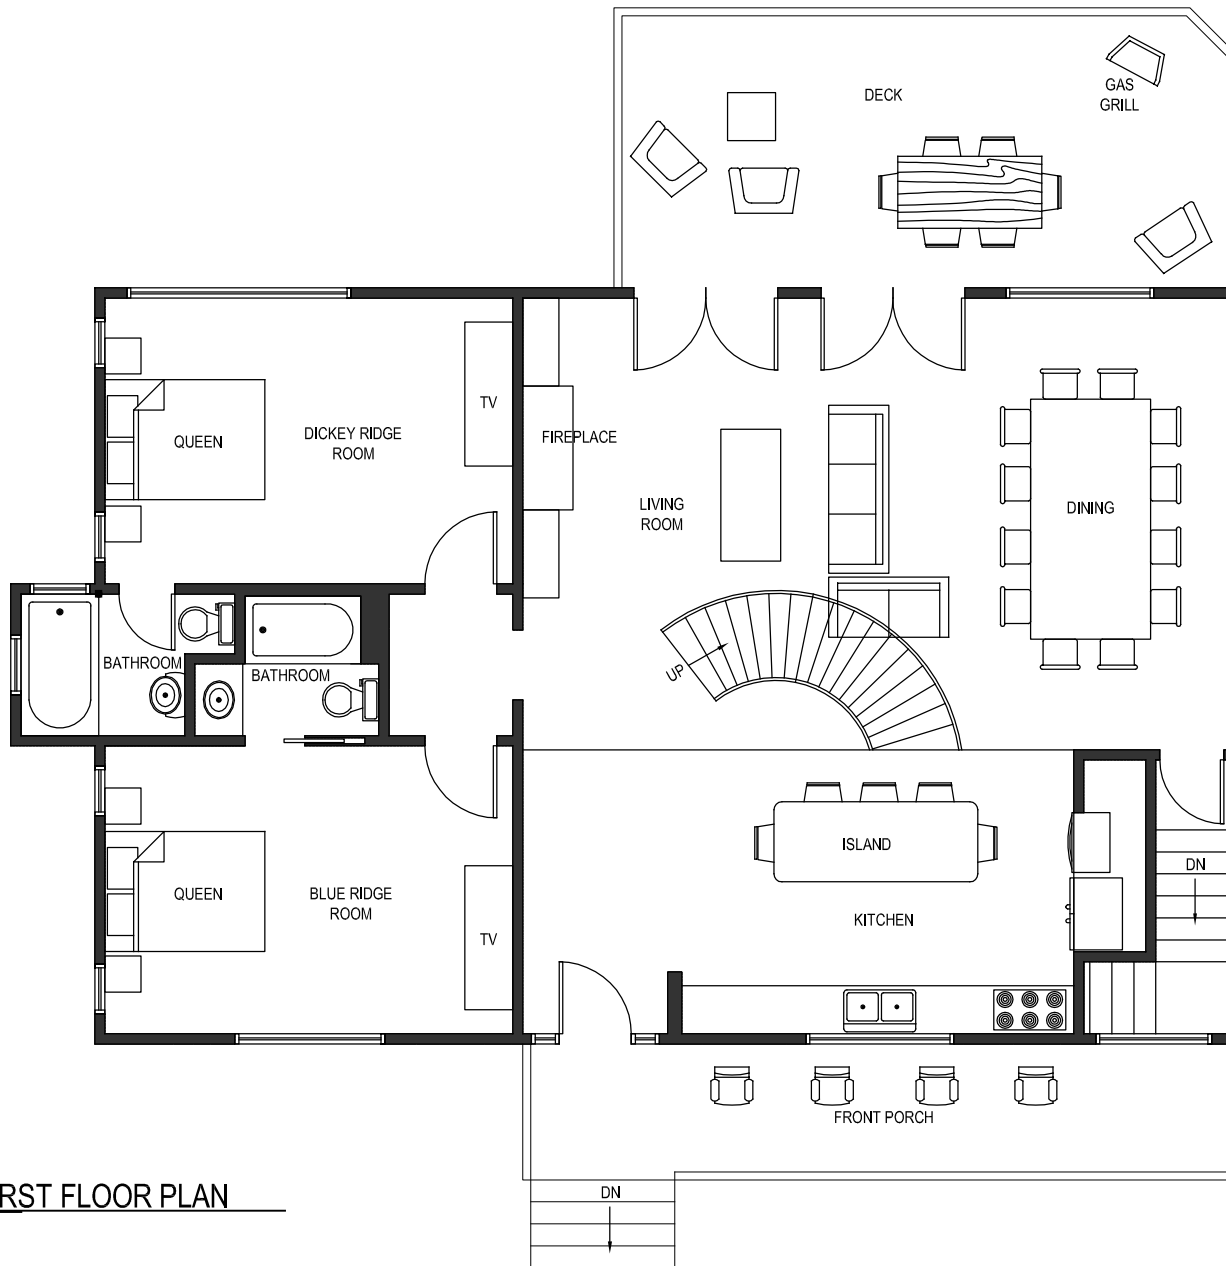 DECK
GAS
GRILL
TV
QUEEN
DICKEY RIDGE
ROOM
FIREPLACE
LIVING
ROOM
DINING
BATHROOM
BATHROOM
UP
ISLAND
DN
KITCHEN
QUEEN
BLUE RIDGE
ROOM
TV
FRONT PORCH
RST FLOOR PLAN
DN